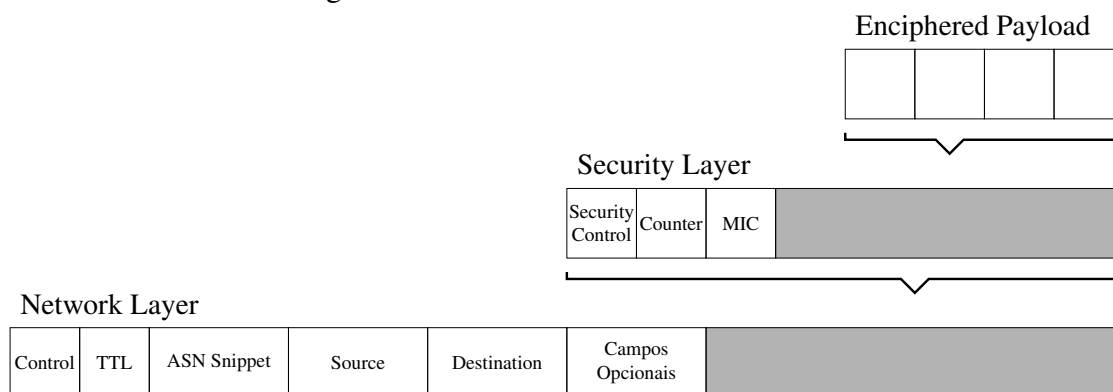 Enciphered Payload
Security Layer
Security
Control
Counter
MIC
Network Layer
Control
TTL
ASN Snippet
Source
Destination
Campos
Opcionais